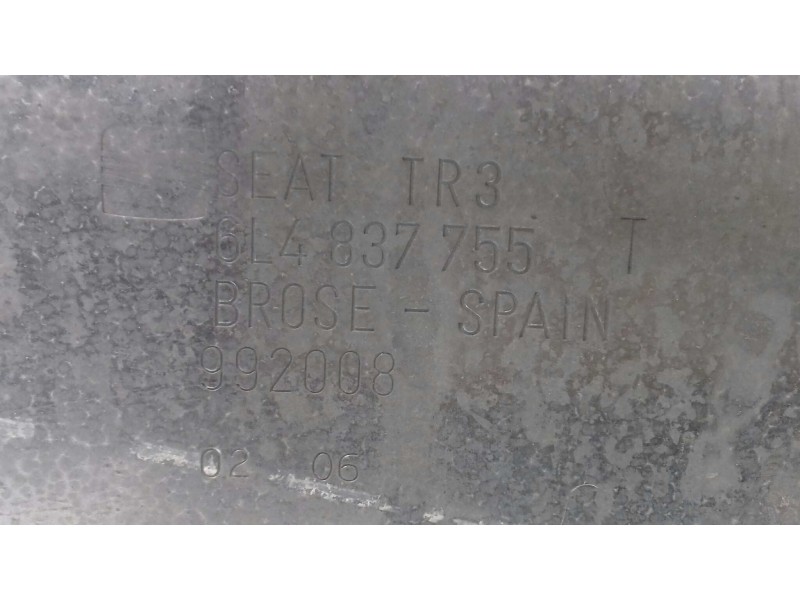 SEAT TR3
6L4 837 755 T
BROSE - SPAIN
992008
02 06